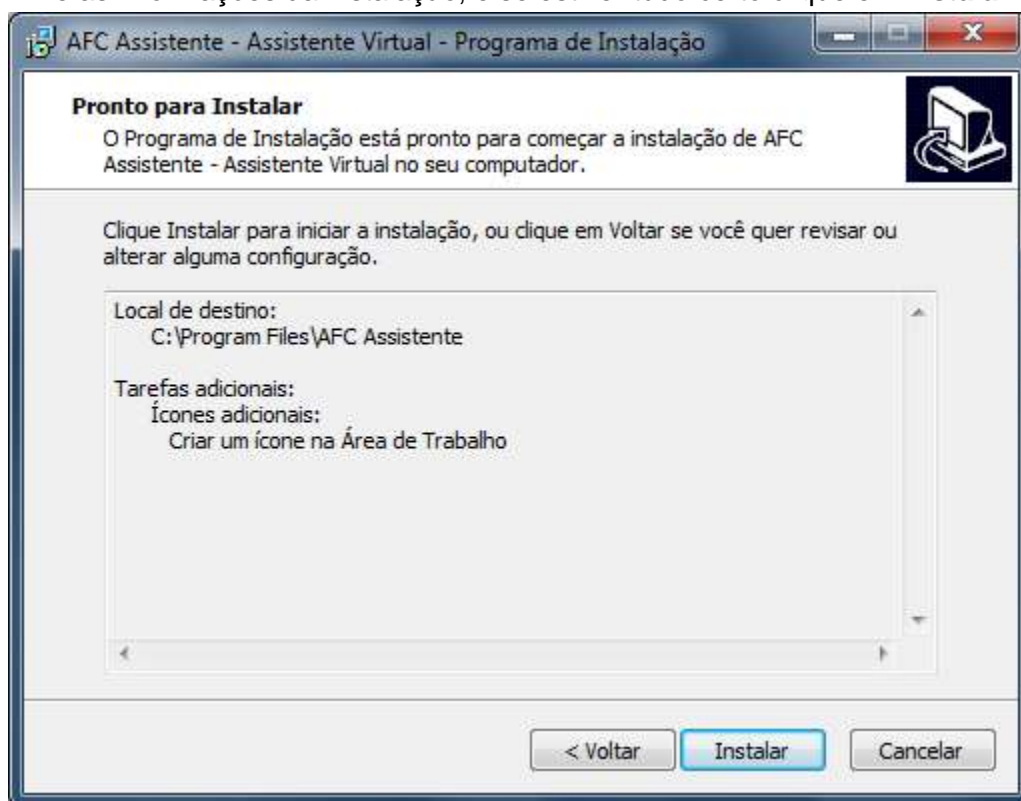 AFC Assistente - Assistente Virtual - Programa de Instalação
Pronto para Instalar
O Programa de Instalação está pronto para começar a instalação de AFC
Assistente - Assistente Virtual no seu computador.
Clique Instalar para iniciar a instalação, ou clique em Voltar se você quer revisar ou
alterar alguma configuração.
Local de destino:
C:\Program Files\AFC Assistente
Tarefas adicionais:
Ícones adicionais:
Criar um ícone na Área de Trabalho
< Voltar
Instalar
Cancelar